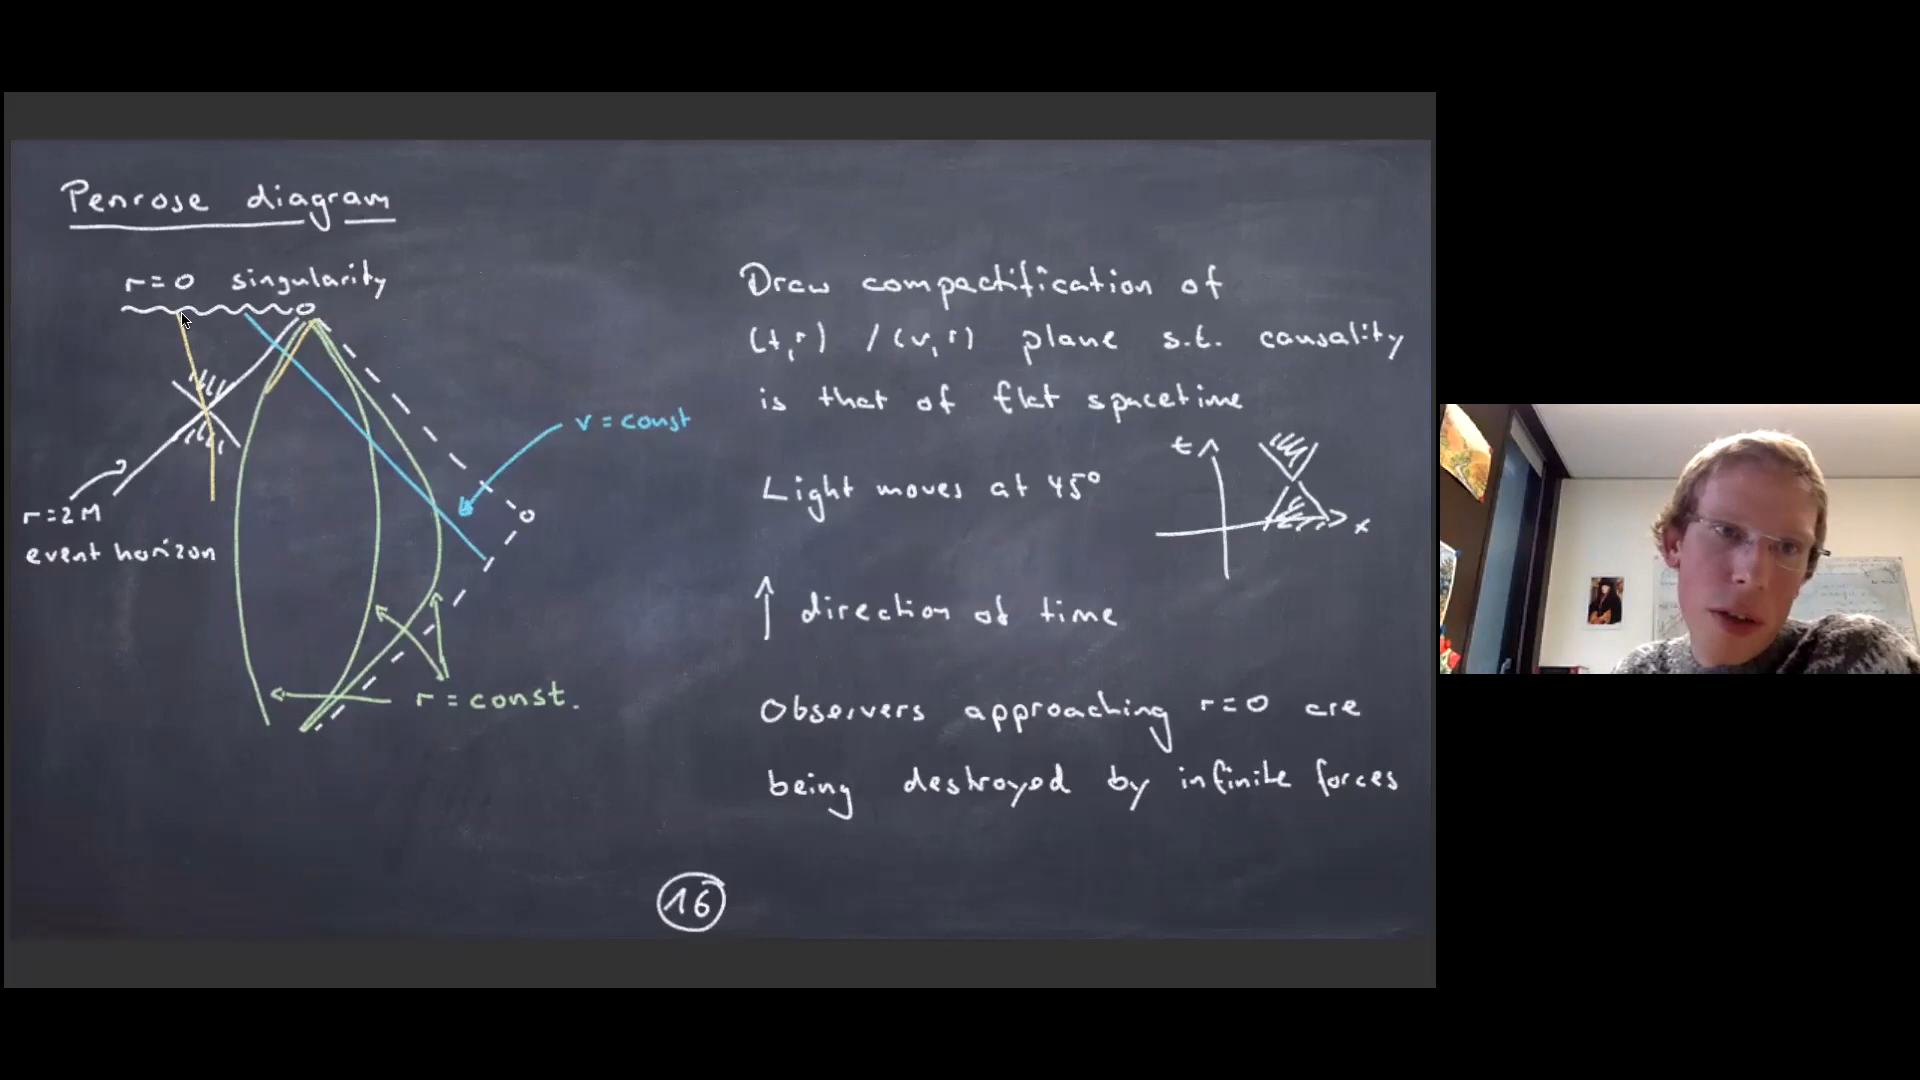 Penrose diagram
r=0 singularity
v = const
r=2M
event horizon
r = const.
Draw compactification of
(t,r) / (v,r) plane s.t. causality
is that of flat spacetime
t
Light moves at 45°
x
↑ direction of time
Observers approaching r=0 are
being destroyed by infinite forces
16